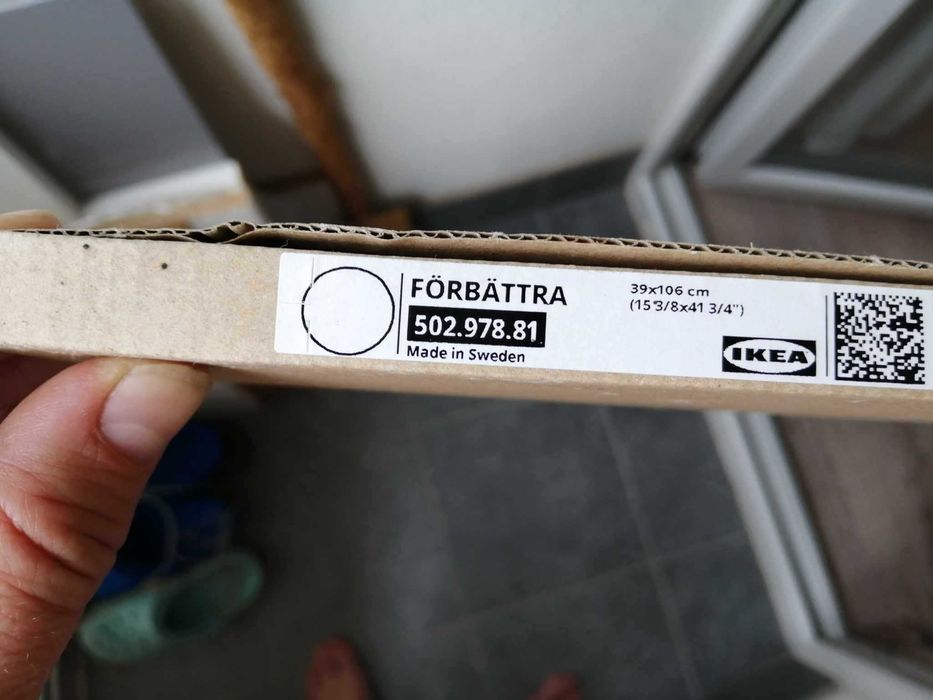 FÖRBÄTTRA
502.978.81
Made in Sweden
39x106 cm
(15 3/8x41 3/4")
IKEA